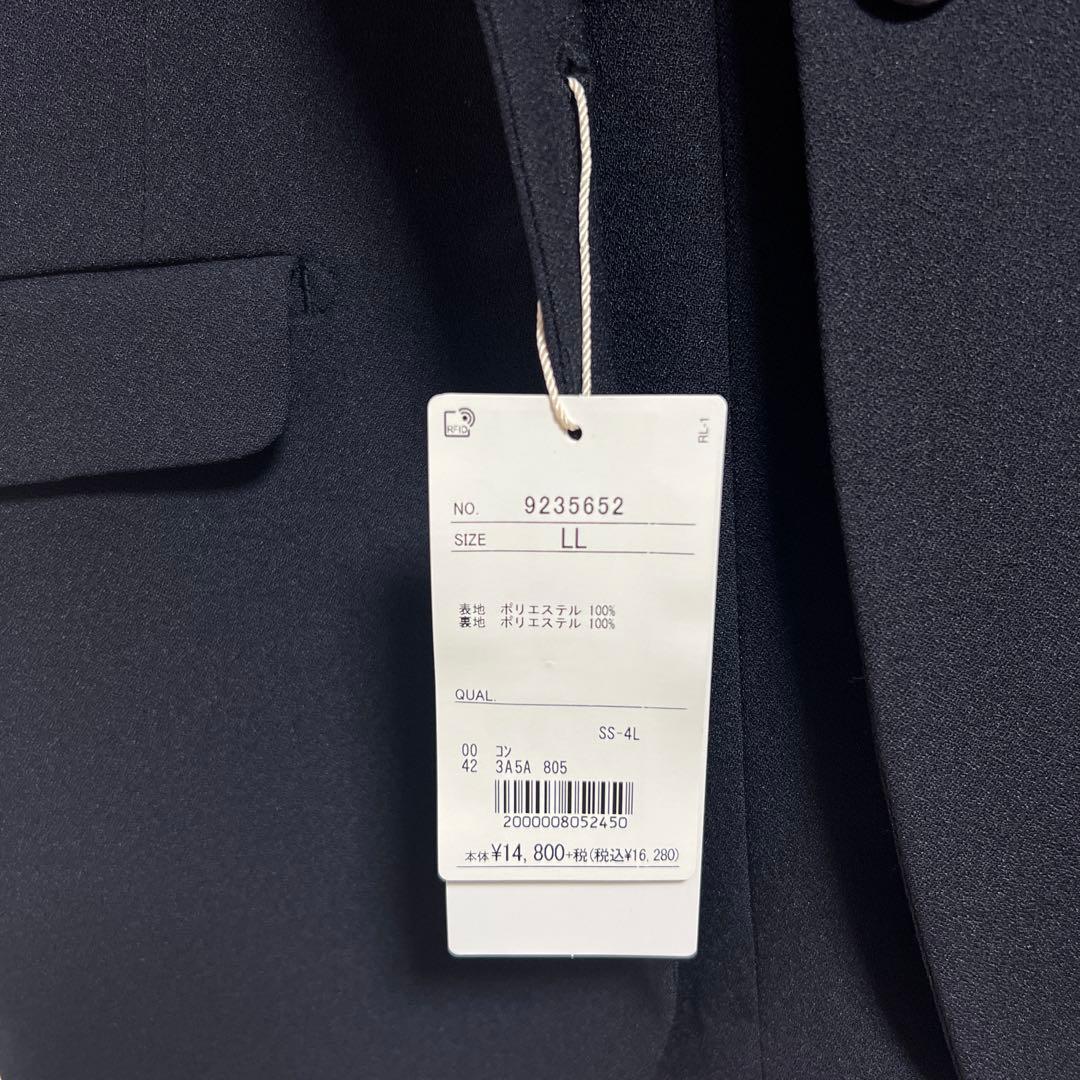 RFID
RL-1
NO. 9235652
SIZE LL
表地 ポリエステル 100%
裏地 ポリエステル 100%
QUAL.
SS-4L
00 コン
42 3A5A 805
2000008052450
本体¥14,800+税(税込¥16,280)